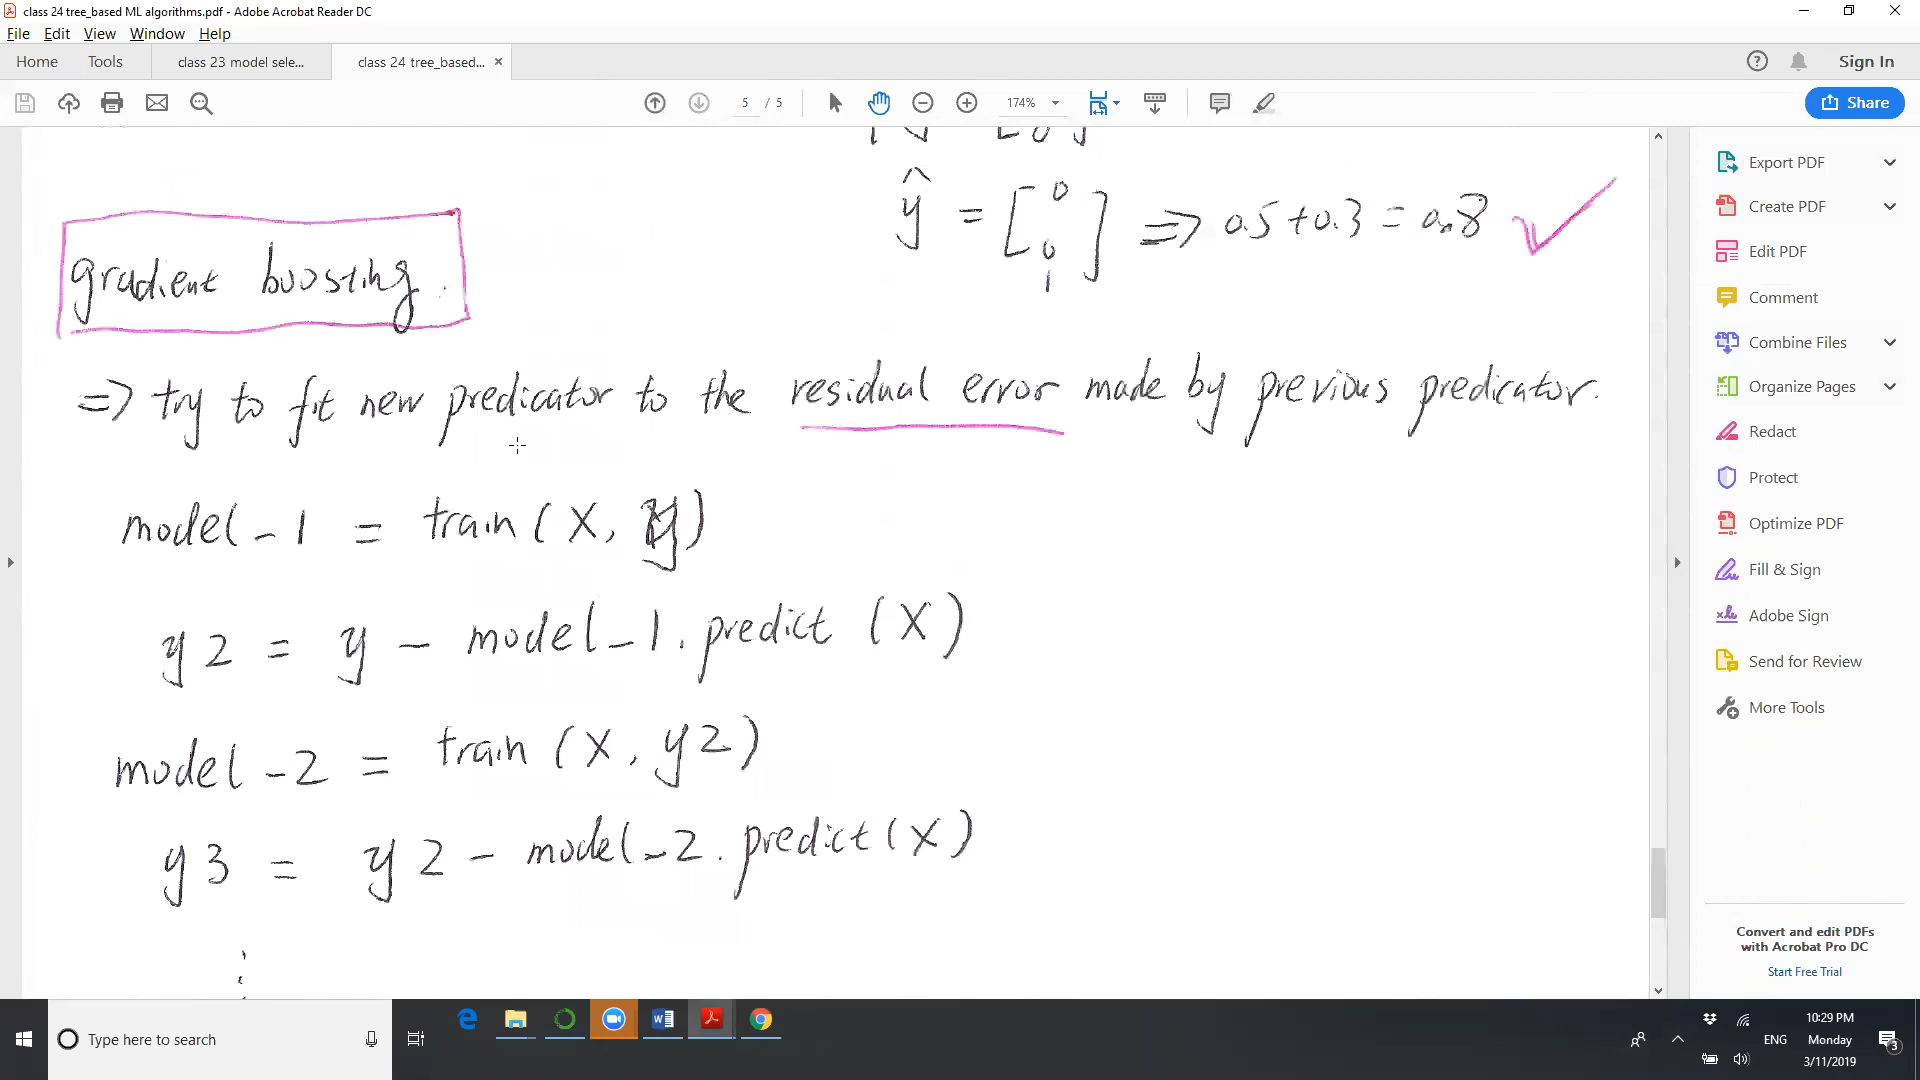 class 24 tree_based ML algorithms.pdf - Adobe Acrobat Reader DC
File Edit View Window Help
Home Tools class 23 model sele... class 24 tree_based... × Sign In
5 / 5 174% Share
ŷ = [0 0 1] => 0.5 + 0.3 = 0.8 ✓
gradient boosting.
=> try to fit new predicator to the residual error made by previous predicator.
model_1 = train (X, y)
y2 = y - model_1.predict (X)
model_2 = train (X, y2)
y3 = y2 - model_2.predict (X)
Export PDF
Create PDF
Edit PDF
Comment
Combine Files
Organize Pages
Redact
Protect
Optimize PDF
Fill & Sign
Adobe Sign
Send for Review
More Tools
Convert and edit PDFs
with Acrobat Pro DC
Start Free Trial
Type here to search
10:29 PM
ENG Monday
3/11/2019
3